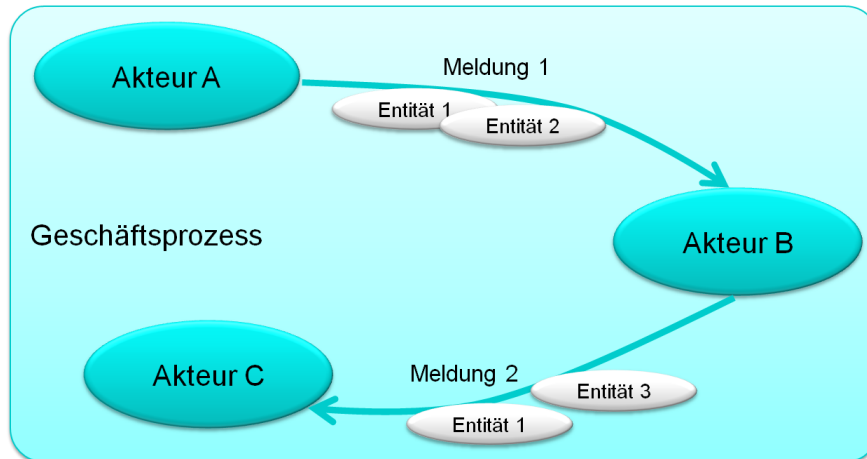 Akteur A
Meldung 1
Entität 1
Entität 2
Geschäftsprozess
Akteur B
Akteur C
Meldung 2
Entität 3
Entität 1